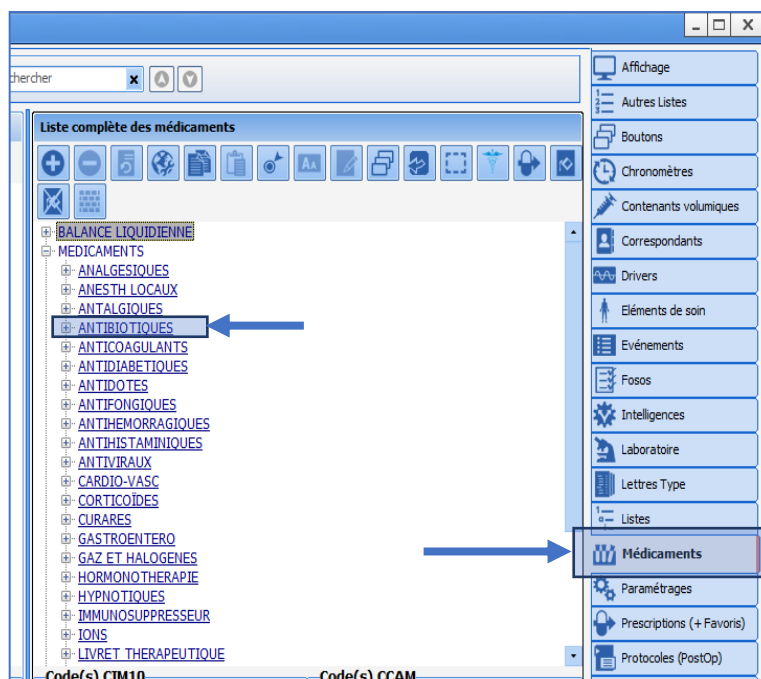 hercher
Liste complète des médicaments
BALANCE LIQUIDIENNE
MEDICAMENTS
ANALGESIQUES
ANESTH LOCAUX
ANTALGIQUES
ANTIBIOTIQUES
ANTICOAGULANTS
ANTIDIABETIQUES
ANTIDOTES
ANTIFONGIQUES
ANTIHEMORRAGIQUES
ANTIHISTAMINIQUES
ANTIVIRAUX
CARDIO-VASC
CORTICOÏDES
CURARES
GASTROENTERO
GAZ ET HALOGENES
HORMONOTHERAPIE
HYPNOTIQUES
IMMUNOSUPPRESSEUR
IONS
LIVRET THERAPEUTIQUE
Code(s) CIM10 Code(s) CCAM
Affichage
Autres Listes
Boutons
Chronomètres
Contenants volumiques
Correspondants
Drivers
Eléments de soin
Evénements
Fosos
Intelligences
Laboratoire
Lettres Type
Listes
Médicaments
Paramétrages
Prescriptions (+ Favoris)
Protocoles (PostOp)